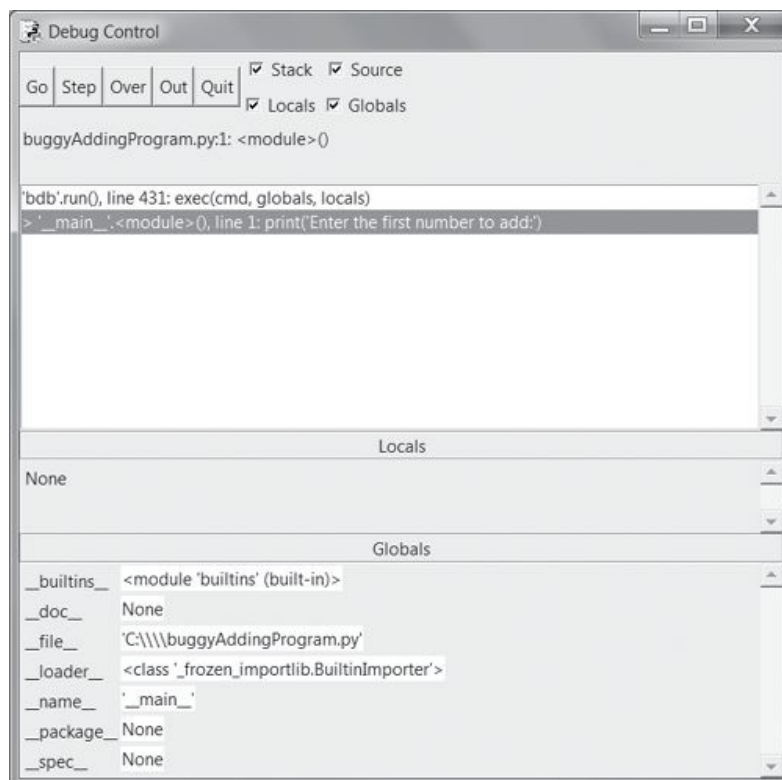 Debug Control
Go Step Over Out Quit Stack Source
Locals Globals
buggyAddingProgram.py:1: <module>()
'bdb'.run(), line 431: exec(cmd, globals, locals)
> '__main__'.<module>(), line 1: print('Enter the first number to add:')
Locals
None
Globals
__builtins__ <module 'builtins' (built-in)>
__doc__ None
__file__ 'C:\\\\buggyAddingProgram.py'
__loader__ <class '_frozen_importlib.BuiltinImporter'>
__name__ '__main__'
__package__ None
__spec__ None